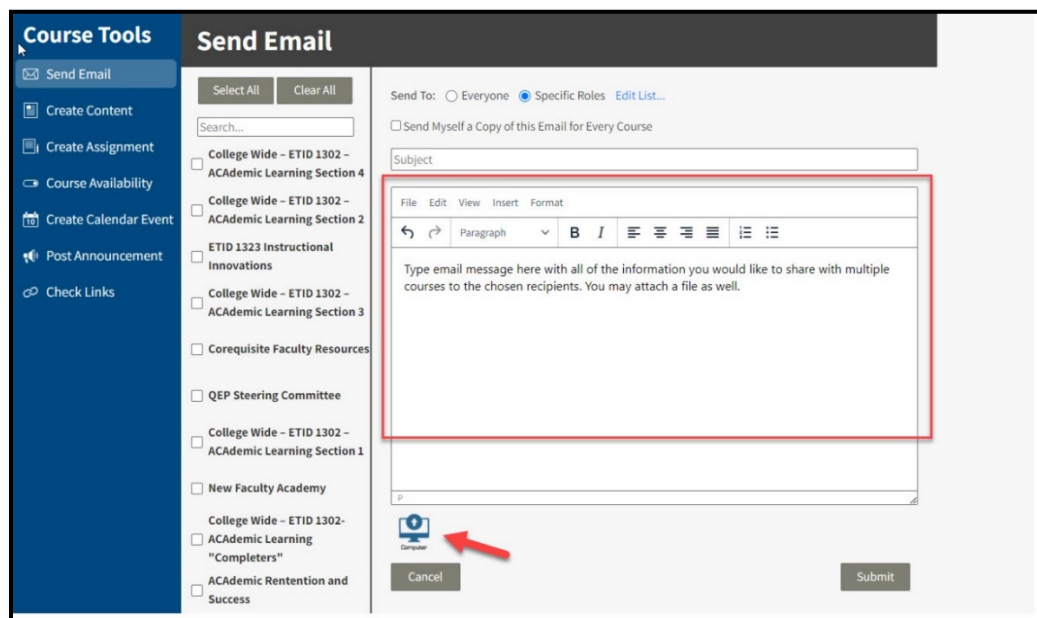 Course Tools
Send Email
Create Content
Create Assignment
Course Availability
10
Create Calendar Event
Post Announcement
Check Links
Send Email
Select All
Clear All
Search...
College Wide – ETID 1302 –
ACAdemic Learning Section 4
College Wide – ETID 1302 –
ACAdemic Learning Section 2
ETID 1323 Instructional
Innovations
College Wide – ETID 1302 –
ACAdemic Learning Section 3
Corequisite Faculty Resources
QEP Steering Committee
College Wide – ETID 1302 –
ACAdemic Learning Section 1
New Faculty Academy
College Wide – ETID 1302-
ACAdemic Learning
"Completers"
ACAdemic Rentention and
Success
Send To: Everyone Specific Roles Edit List...
Send Myself a Copy of this Email for Every Course
Subject
File Edit View Insert Format
Paragraph B I
Type email message here with all of the information you would like to share with multiple
courses to the chosen recipients. You may attach a file as well.
P
Computer
Cancel
Submit